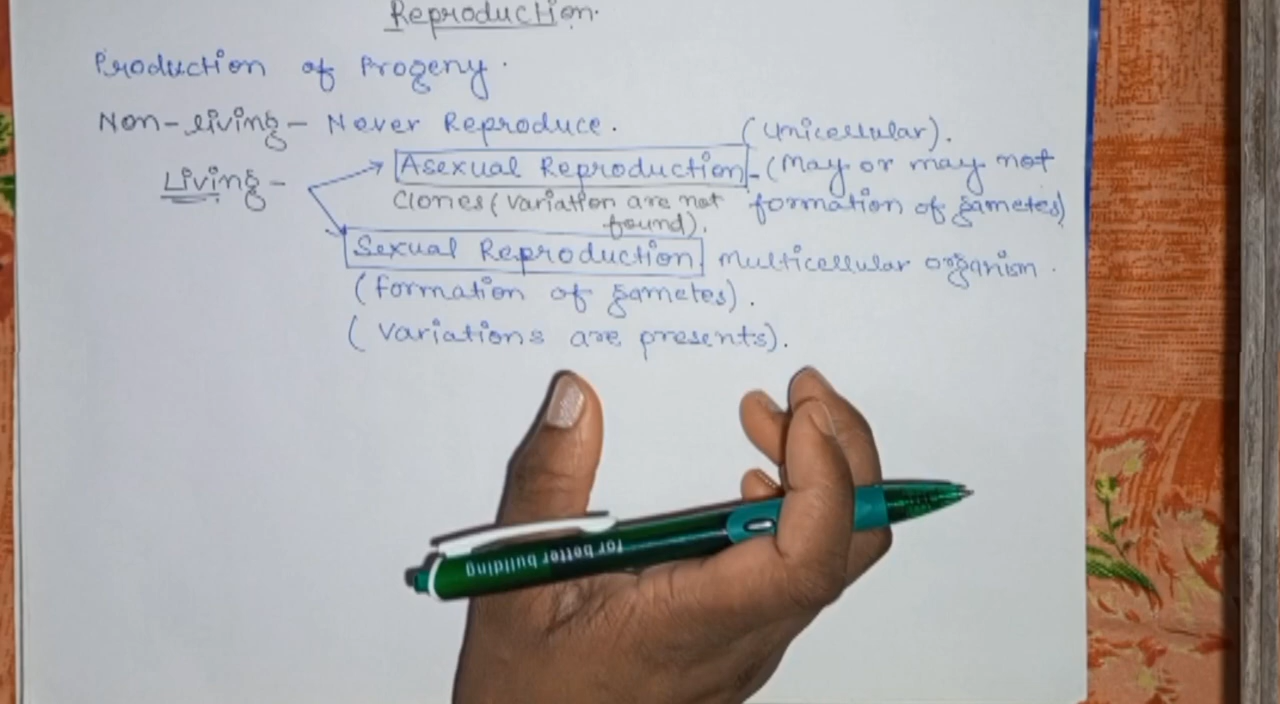 Reproduction.
Production of Progeny.
Non-living - Never Reproduce.
(Unicellular).
Living -
Asexual Reproduction - (May or may not
Clones (Variation are not formation of gametes)
found).
Sexual Reproduction multicellular organism.
(formation of gametes).
(Variations are presents).
for better building